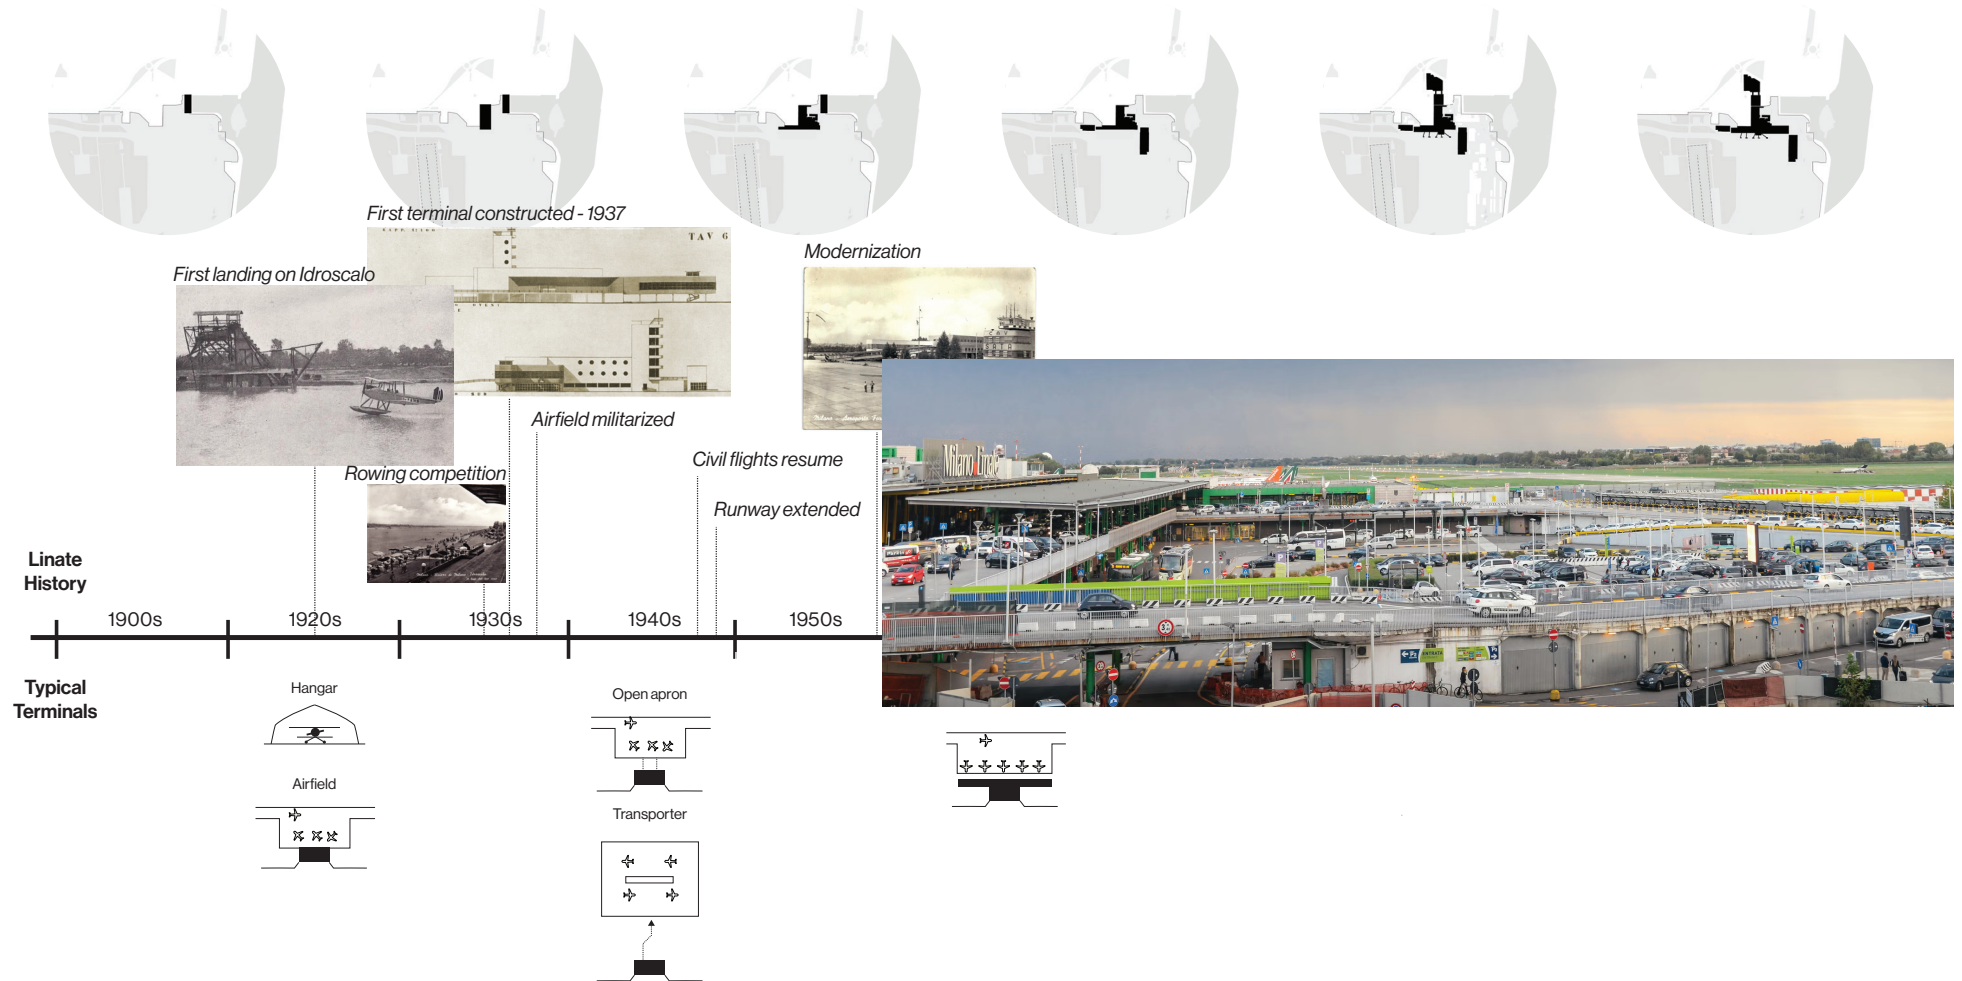 First terminal constructed - 1937
TAV 6
Modernization
First landing on Idroscalo
Airfield militarized
Milano Linate
Civil flights resume
Rowing competition
Runway extended
Linate
History
1900s
1920s
1930s
1940s
1950s
ENTRATA
Typical
Terminals
Hangar
Open apron
Airfield
Transporter